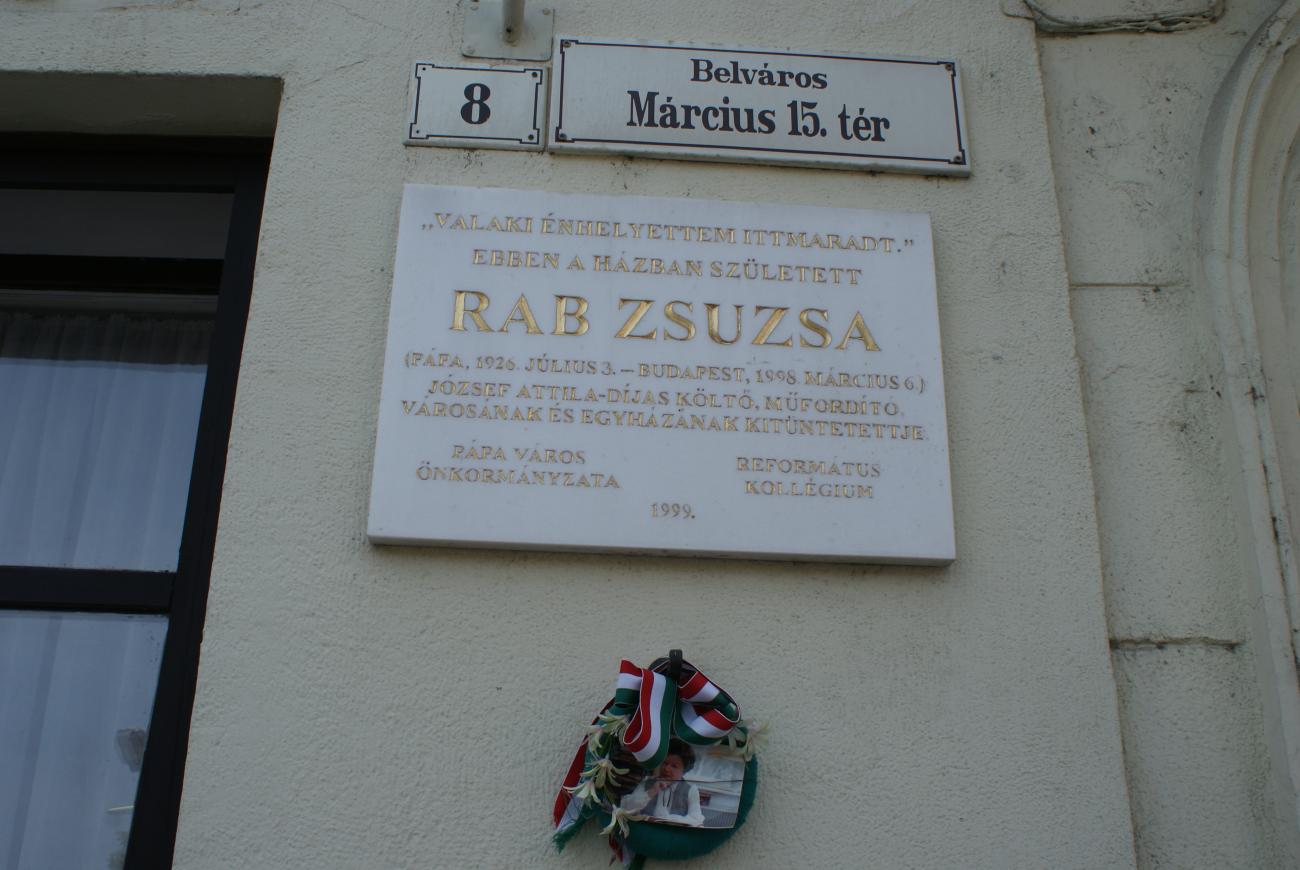 8
Belváros
Március 15. tér
„VALAKI ÉNHELYETTEM ITTMARADT.”
EBBEN A HÁZBAN SZÜLETETT
RAB ZSUZSA
(PÁPA, 1926. JÚLIUS 3. – BUDAPEST, 1998. MÁRCIUS 6.)
JÓZSEF ATTILA-DÍJAS KÖLTŐ, MŰFORDÍTÓ,
VÁROSÁNAK ÉS EGYHÁZÁNAK KITÜNTETETTJE
PÁPA VÁROS
ÖNKORMÁNYZATA
REFORMÁTUS
KOLLÉGIUM
1999.